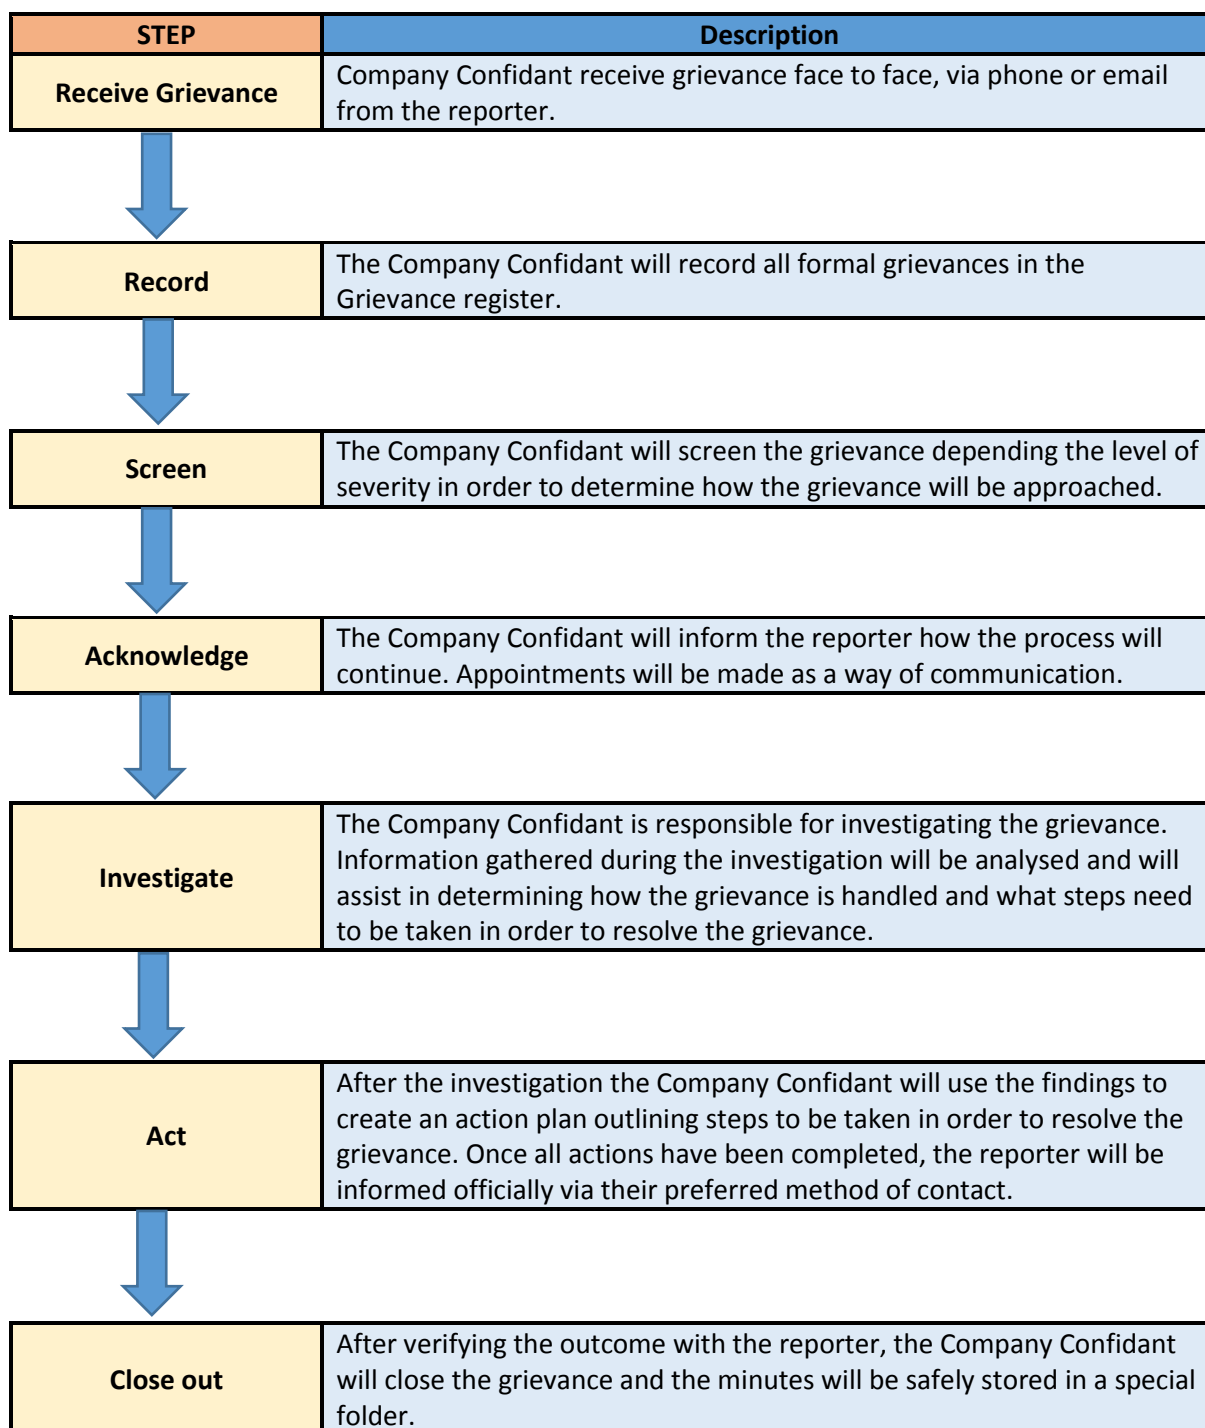 STEP
Description
Receive Grievance
Company Confidant receive grievance face to face, via phone or email
from the reporter.
Record
The Company Confidant will record all formal grievances in the
Grievance register.
Screen
The Company Confidant will screen the grievance depending the level of
severity in order to determine how the grievance will be approached.
Acknowledge
The Company Confidant will inform the reporter how the process will
continue. Appointments will be made as a way of communication.
Investigate
The Company Confidant is responsible for investigating the grievance.
Information gathered during the investigation will be analysed and will
assist in determining how the grievance is handled and what steps need
to be taken in order to resolve the grievance.
Act
After the investigation the Company Confidant will use the findings to
create an action plan outlining steps to be taken in order to resolve the
grievance. Once all actions have been completed, the reporter will be
informed officially via their preferred method of contact.
Close out
After verifying the outcome with the reporter, the Company Confidant
will close the grievance and the minutes will be safely stored in a special
folder.